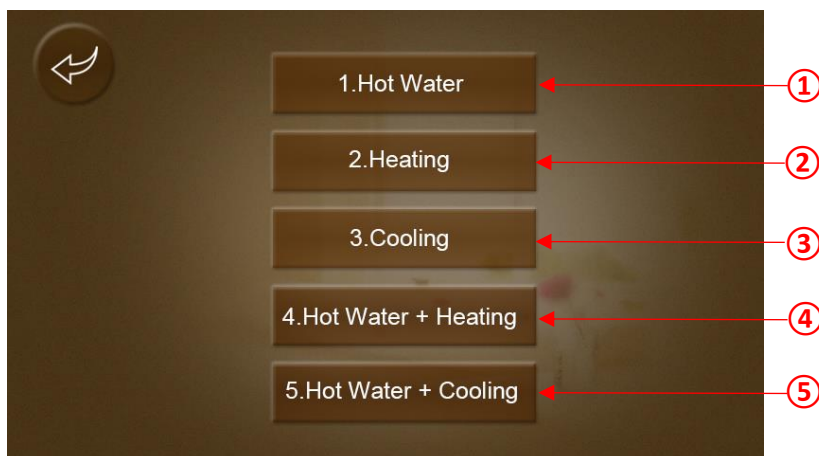 1.Hot Water
①
2.Heating
②
3.Cooling
③
4.Hot Water + Heating
④
5.Hot Water + Cooling
⑤